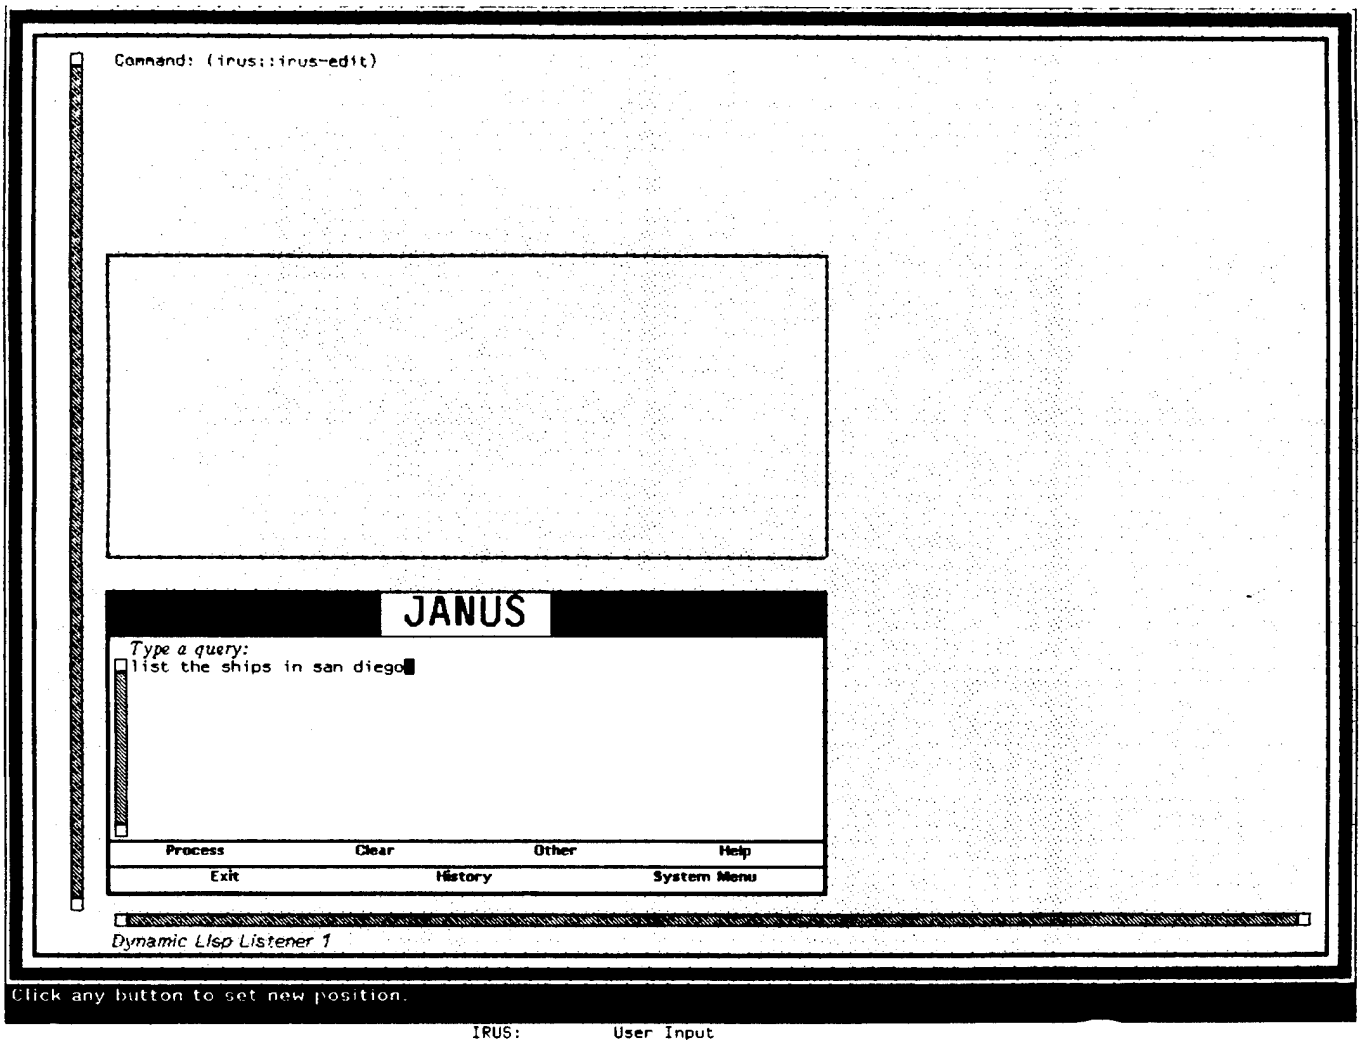 Command: (irus::irus-edit)
JANUS
Type a query:
list the ships in san diego
Process Clear Other Help
Exit History System Menu
Dynamic Lisp Listener 1
Click any button to set new position.
IRUS: User Input